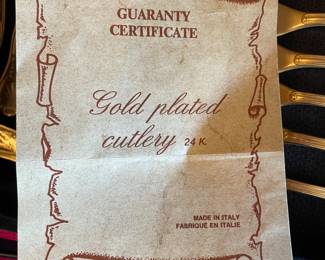 GUARANTY
CERTIFICATE
Gold plated
cutlery 24 K.
MADE IN ITALY
FABRIQUÉ EN ITALIE